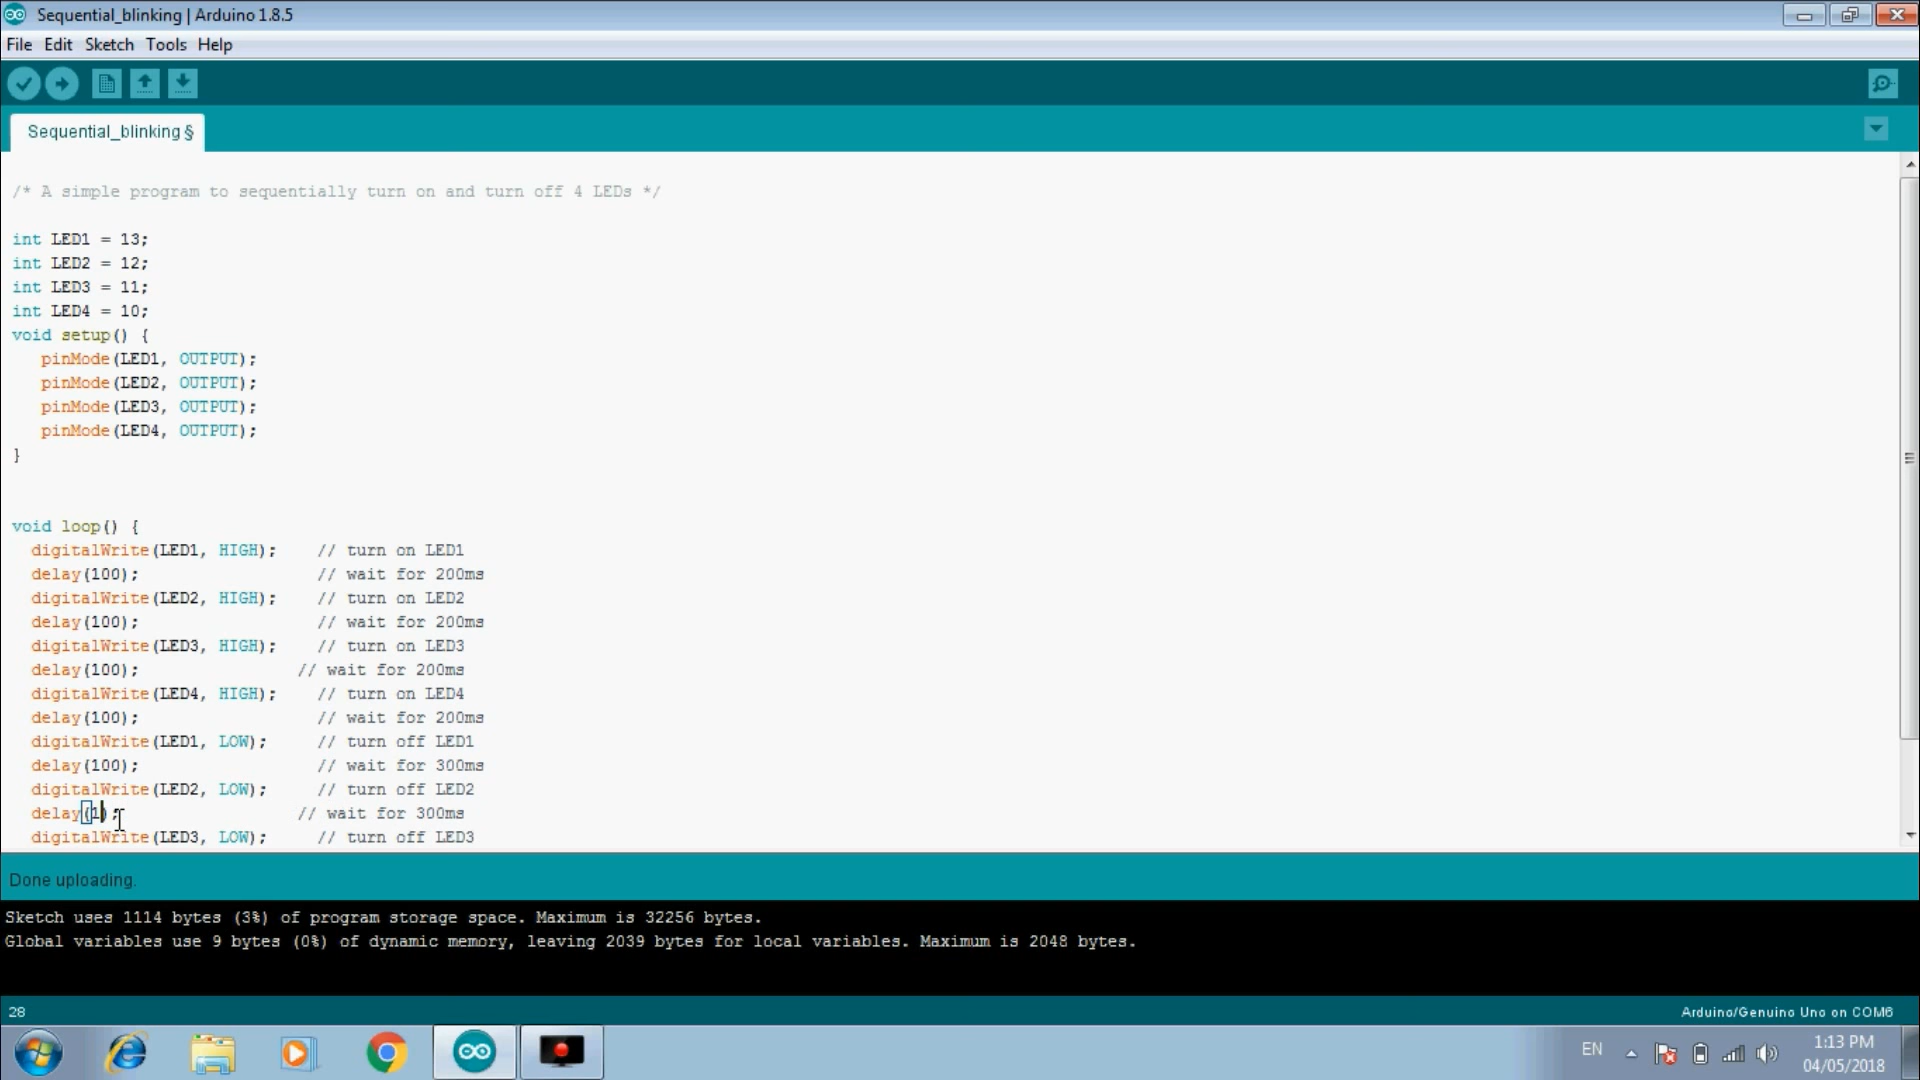 Sequential_blinking | Arduino 1.8.5
File Edit Sketch Tools Help
Sequential_blinking §
/* A simple program to sequentially turn on and turn off 4 LEDs */
int LED1 = 13;
int LED2 = 12;
int LED3 = 11;
int LED4 = 10;
void setup() {
pinMode(LED1, OUTPUT);
pinMode(LED2, OUTPUT);
pinMode(LED3, OUTPUT);
pinMode(LED4, OUTPUT);
}
void loop() {
digitalWrite(LED1, HIGH); // turn on LED1
delay(100); // wait for 200ms
digitalWrite(LED2, HIGH); // turn on LED2
delay(100); // wait for 200ms
digitalWrite(LED3, HIGH); // turn on LED3
delay(100); // wait for 200ms
digitalWrite(LED4, HIGH); // turn on LED4
delay(100); // wait for 200ms
digitalWrite(LED1, LOW); // turn off LED1
delay(100); // wait for 300ms
digitalWrite(LED2, LOW); // turn off LED2
delay(1); // wait for 300ms
digitalWrite(LED3, LOW); // turn off LED3
Done uploading.
Sketch uses 1114 bytes (3%) of program storage space. Maximum is 32256 bytes.
Global variables use 9 bytes (0%) of dynamic memory, leaving 2039 bytes for local variables. Maximum is 2048 bytes.
28 Arduino/Genuino Uno on COM6
EN 1:13 PM
04/05/2018